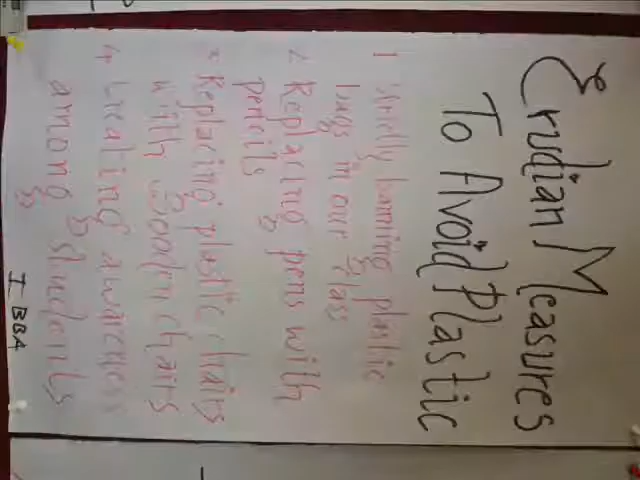 Erudian Measures
To Avoid Plastic
1 Strictly banning plastic
bags in our class
2 Replacing pens with
pencils
3 Replacing plastic chairs
with wooden chairs
4 Creating awareness
among students
I BBA